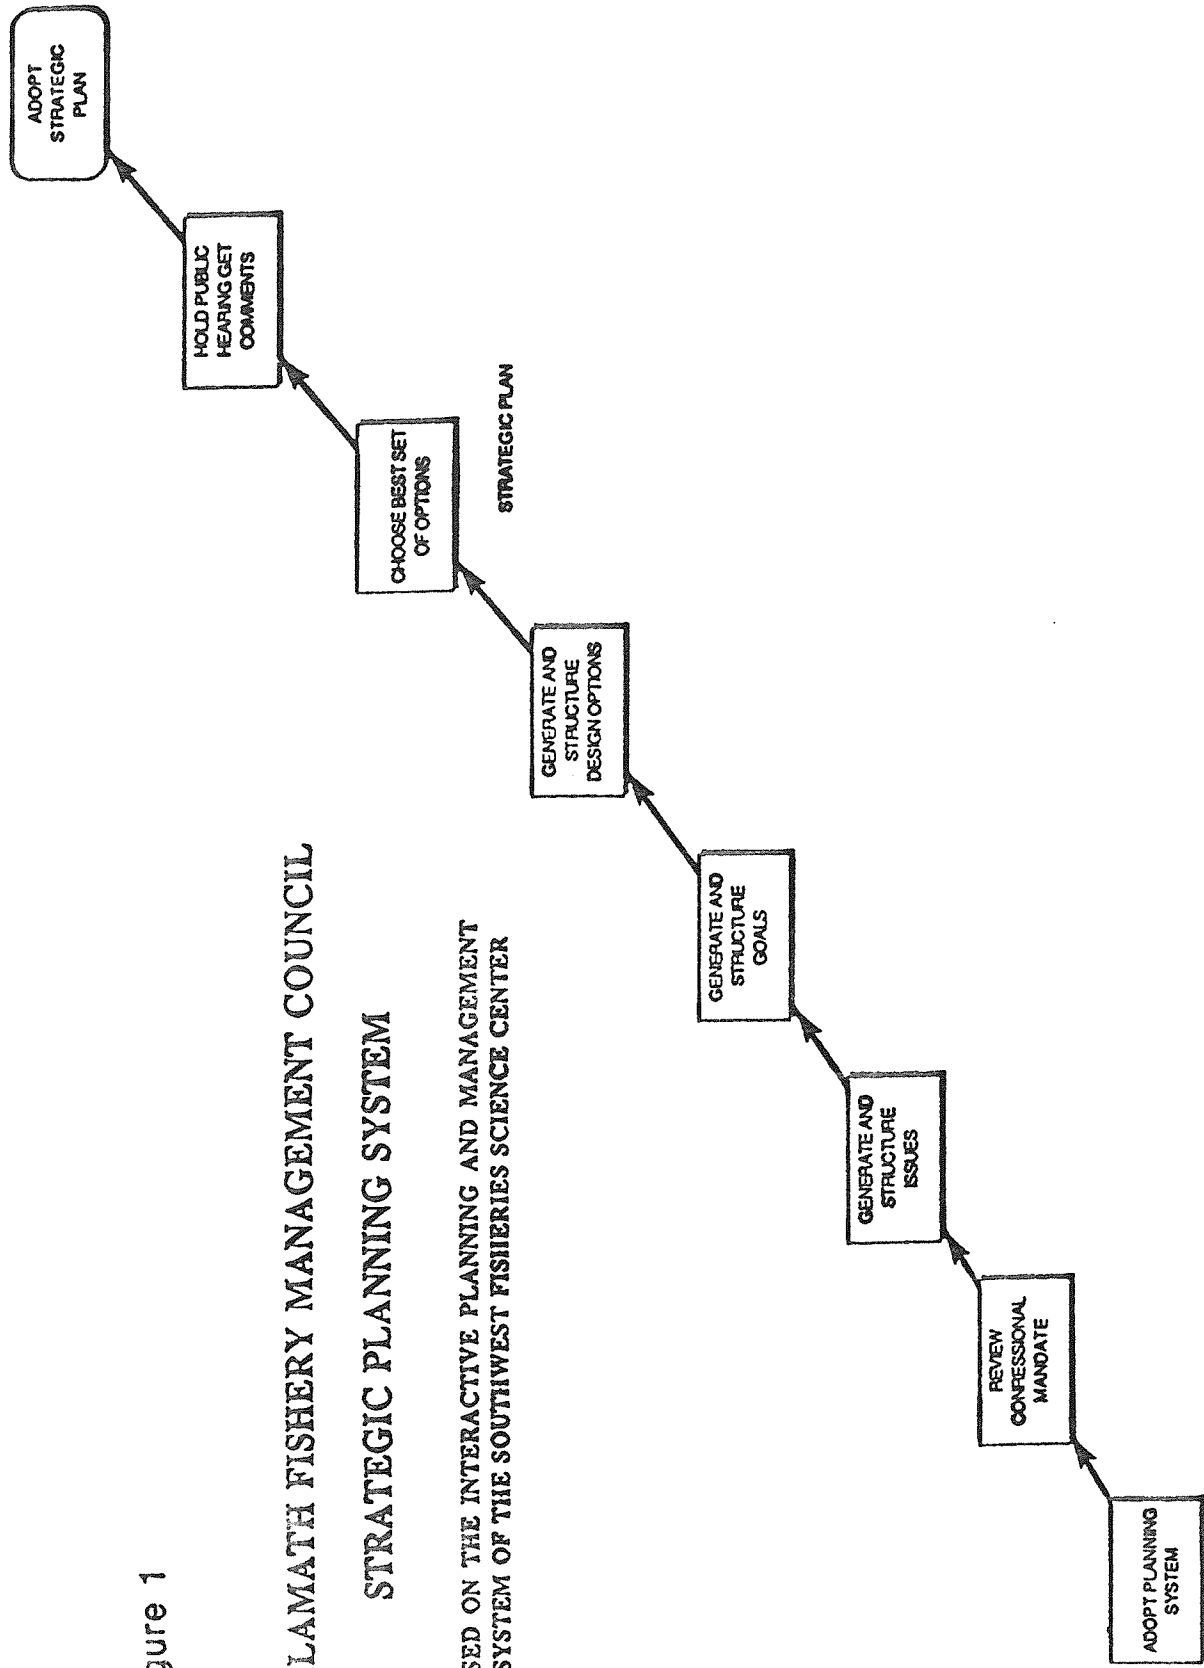 gure 1
LAMATH FISHERY MANAGEMENT COUNCIL
STRATEGIC PLANNING SYSTEM
SED ON THE INTERACTIVE PLANNING AND MANAGEMENT
SYSTEM OF THE SOUTHWEST FISHERIES SCIENCE CENTER
ADOPT PLANNING
SYSTEM
REVIEW
CONRESSIONAL
MANDATE
GENERATE AND
STRUCTURE
ISSUES
GENERATE AND
STRUCTURE
GOALS
GENERATE AND
STRUCTURE
DESIGN OPTIONS
CHOOSE BEST SET
OF OPTIONS
STRATEGIC PLAN
HOLD PUBLIC
HEARING GET
COMMENTS
ADOPT
STRATEGIC
PLAN